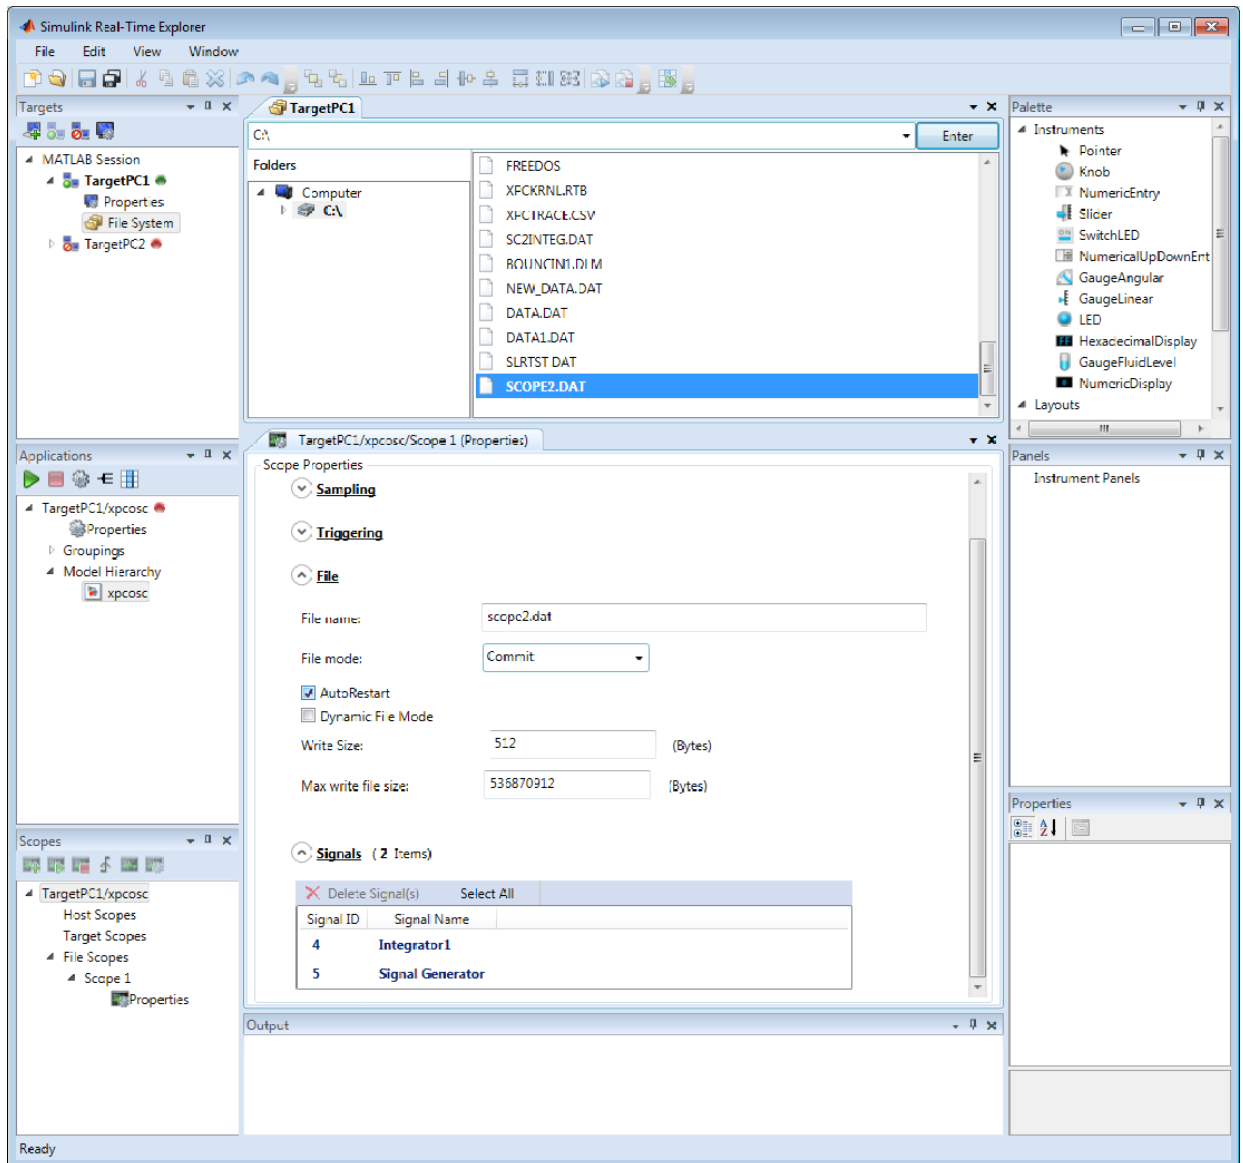 Simulink Real-Time Explorer
File Edit View Window
Targets
MATLAB Session
TargetPC1
Properties
File System
TargetPC2
TargetPC1
C:\
Enter
Folders
Computer
C:\
FREEDOS
XPCKRNL.RTB
XPCTRACE.CSV
SC2INTEG.DAT
BOUNCIN1.DLM
NEW_DATA.DAT
DATA.DAT
DATA1.DAT
SLRTST DAT
SCOPE2.DAT
Palette
Instruments
Pointer
Knob
NumericEntry
Slider
SwitchLED
NumericalUpDownEnt
GaugeAngular
GaugeLinear
LED
HexadecimalDisplay
GaugeFluidLevel
NumericDisplay
Layouts
Applications
TargetPC1/xpcosc
Properties
Groupings
Model Hierarchy
xpcosc
TargetPC1/xpcosc/Scope 1 (Properties)
Scope Properties
Sampling
Triggering
File
File name: scope2.dat
File mode: Commit
AutoRestart
Dynamic File Mode
Write Size: 512 (Bytes)
Max write file size: 536870912 (Bytes)
Signals ( 2 Items)
Delete Signal(s) Select All
Signal ID Signal Name
4 Integrator1
5 Signal Generator
Panels
Instrument Panels
Properties
Scopes
TargetPC1/xpcosc
Host Scopes
Target Scopes
File Scopes
Scope 1
Properties
Output
Ready